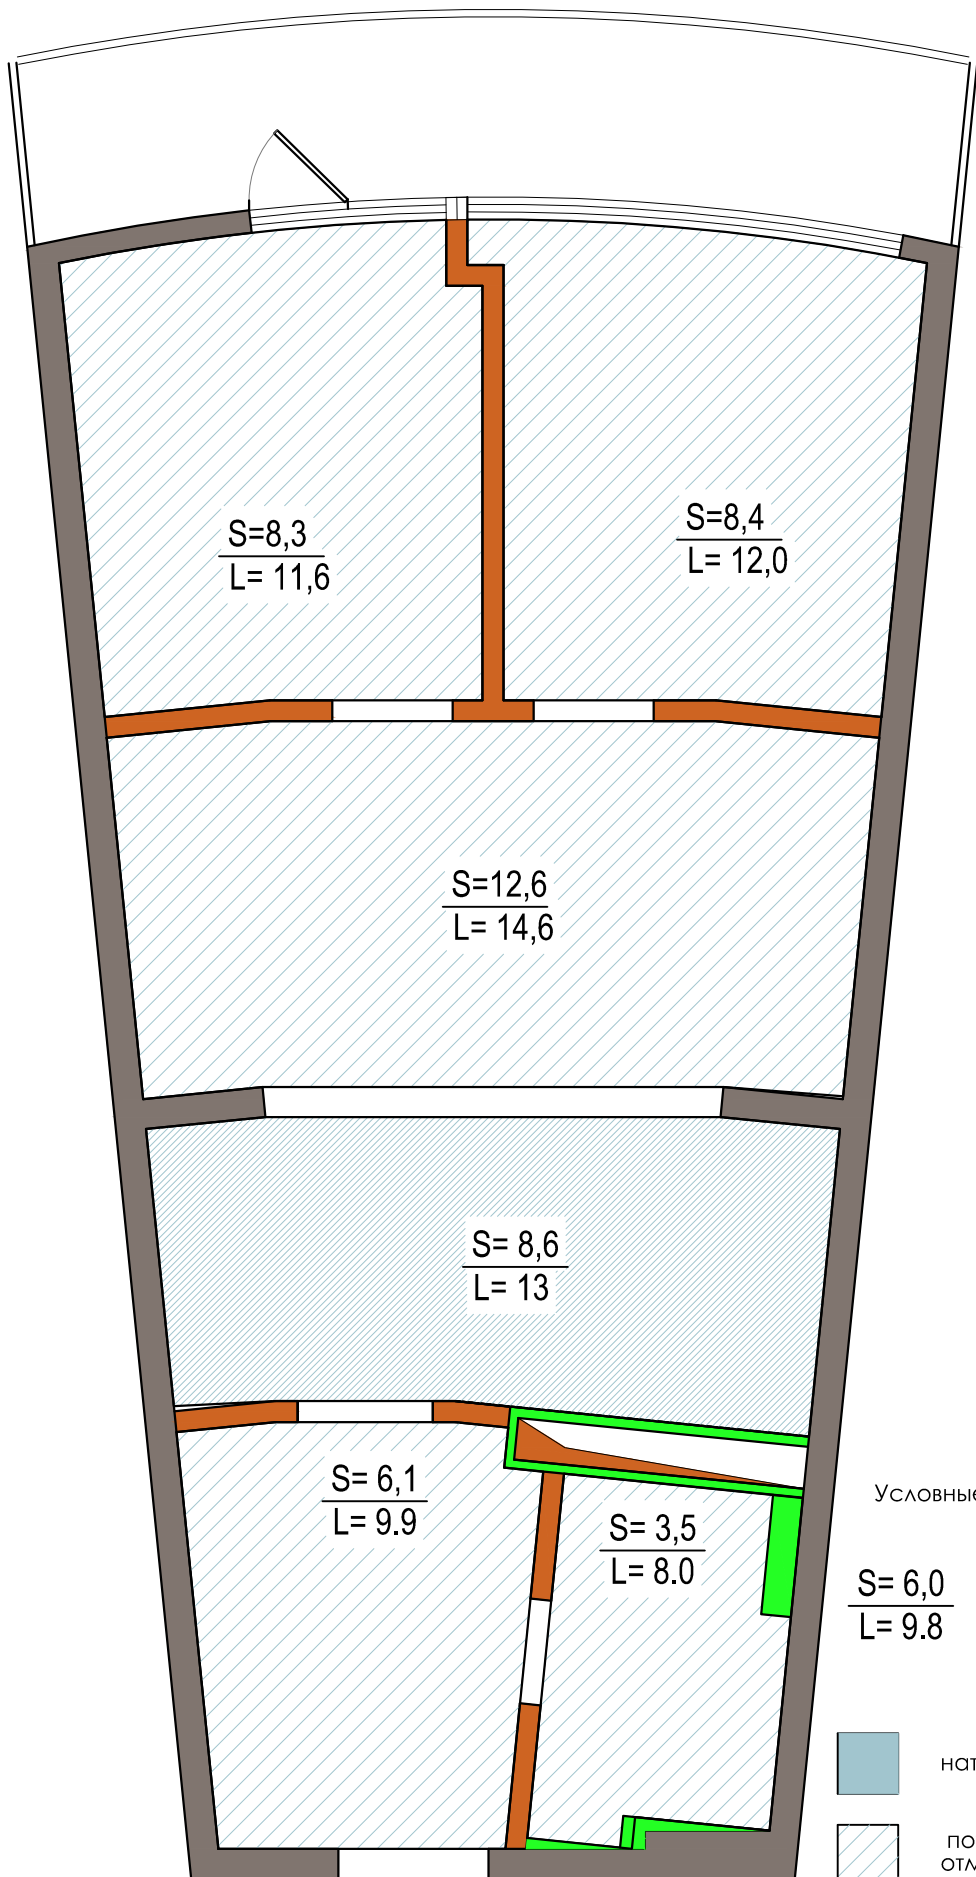 S=8,3
L= 11,6
S=8,4
L= 12,0
S=12,6
L= 14,6
S= 8,6
L= 13
S= 6,1
L= 9.9
S= 3,5
L= 8.0
Условные
S= 6,0
L= 9.8